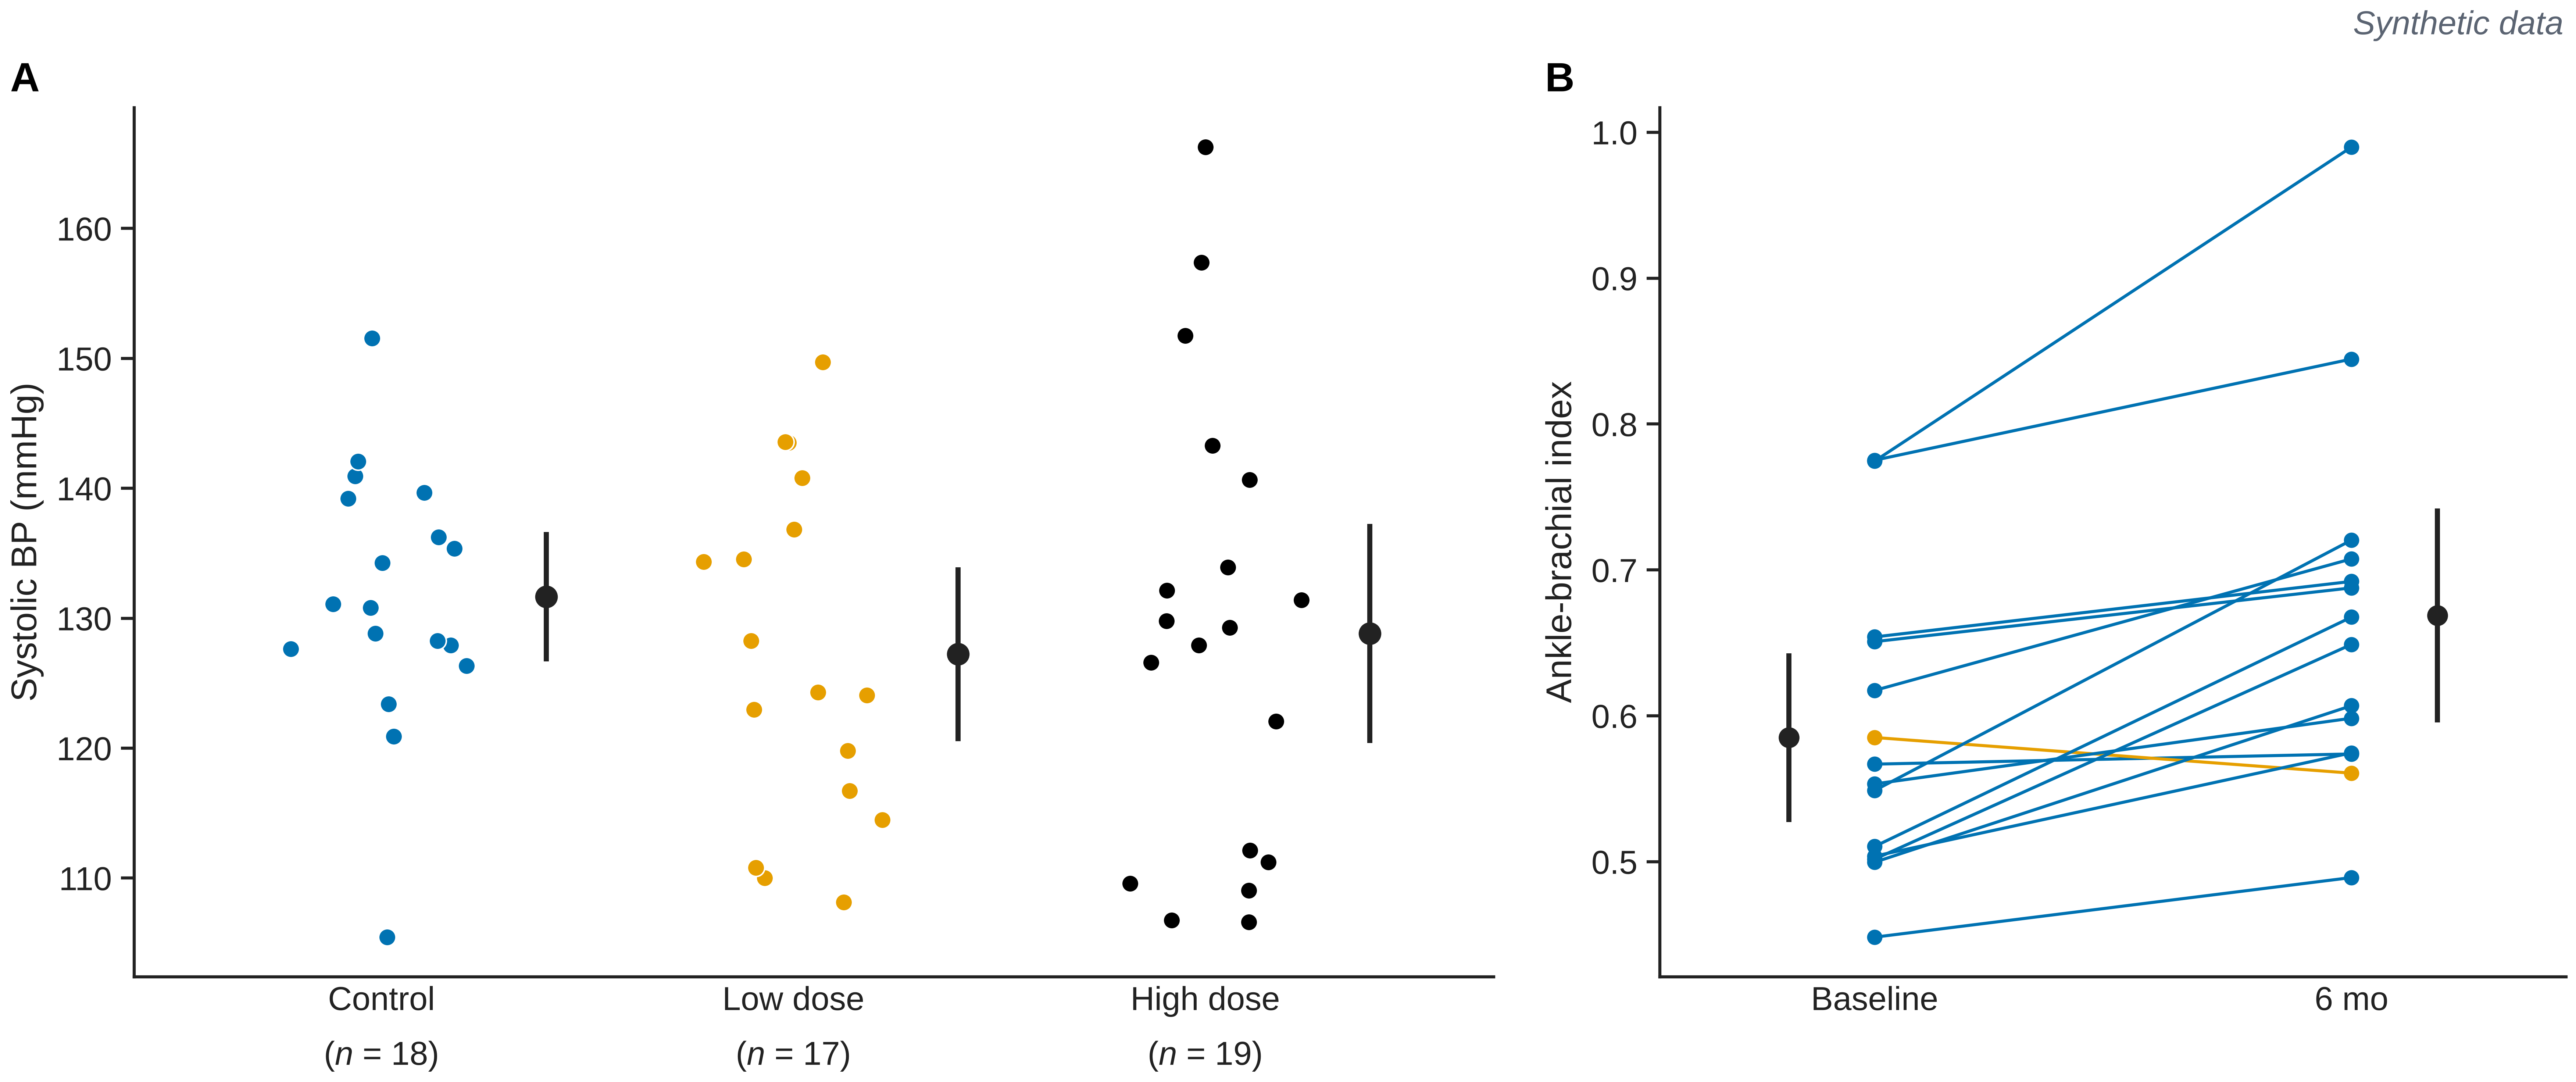 Synthetic data
A
Systolic BP (mmHg)
160
150
140
130
120
110
Control
(n = 18)
Low dose
(n = 17)
High dose
(n = 19)
B
Ankle-brachial index
1.0
0.9
0.8
0.7
0.6
0.5
Baseline
6 mo